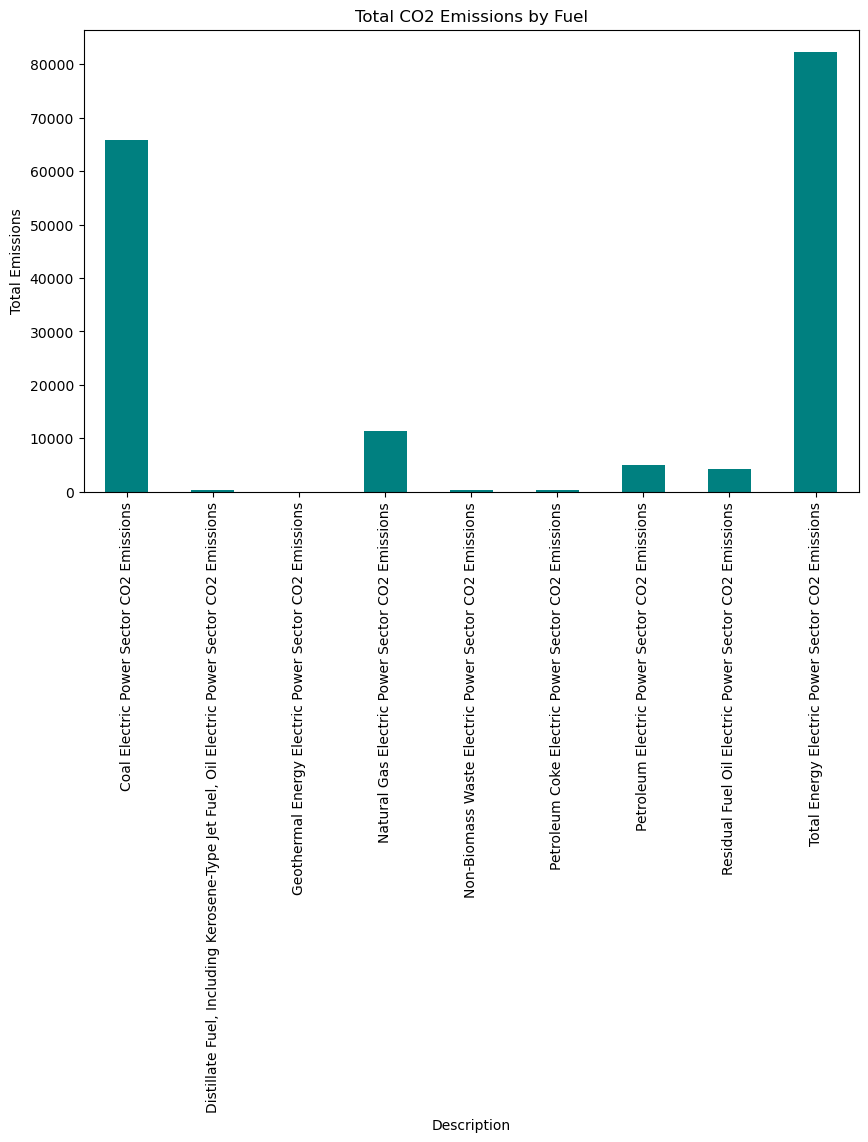 Total CO2 Emissions by Fuel
Total Emissions
80000
70000
60000
50000
40000
30000
20000
10000
0
Coal Electric Power Sector CO2 Emissions
Distillate Fuel, Including Kerosene-Type Jet Fuel, Oil Electric Power Sector CO2 Emissions
Geothermal Energy Electric Power Sector CO2 Emissions
Natural Gas Electric Power Sector CO2 Emissions
Non-Biomass Waste Electric Power Sector CO2 Emissions
Petroleum Coke Electric Power Sector CO2 Emissions
Petroleum Electric Power Sector CO2 Emissions
Residual Fuel Oil Electric Power Sector CO2 Emissions
Total Energy Electric Power Sector CO2 Emissions
Description